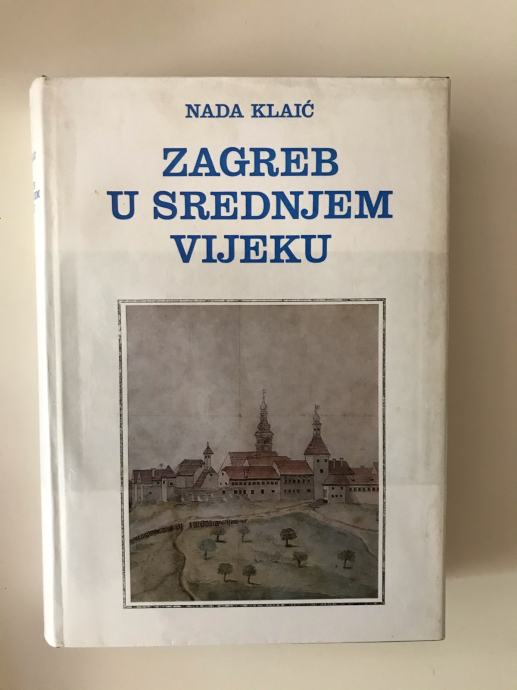 NADA KLAIĆ
ZAGREB
U SREDNJEM
VIJEKU